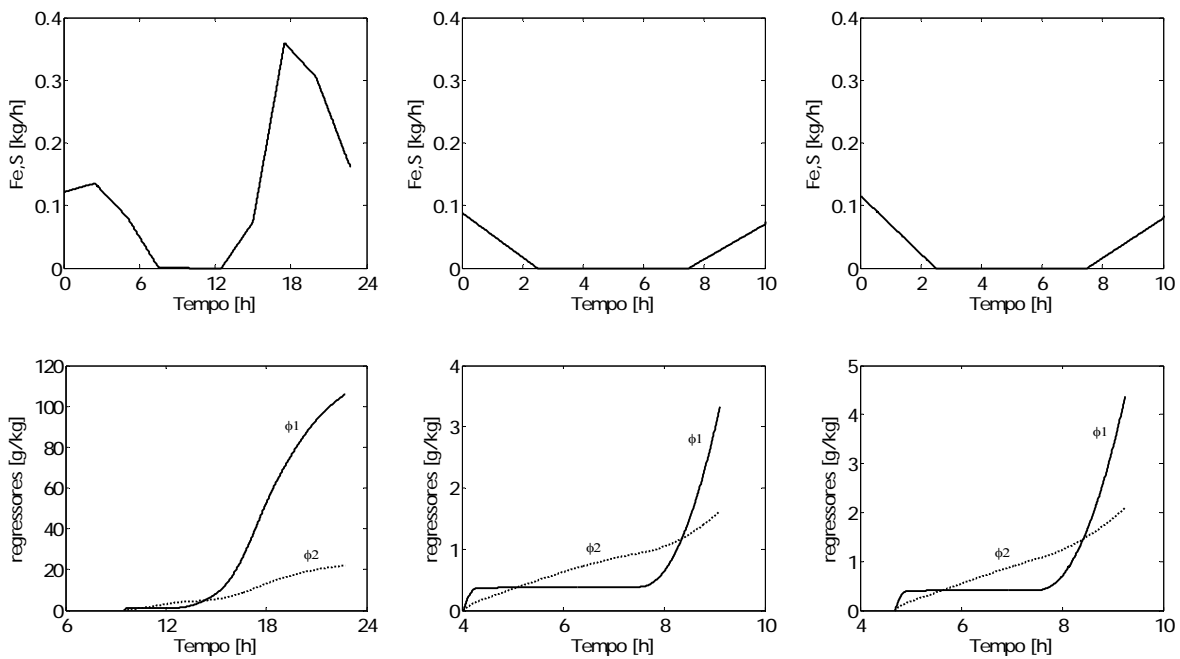 0.4
0.3
0.2
0.1
0
Fe,S [kg/h]
0 6 12 18 24
Tempo [h]
0.4
0.3
0.2
0.1
0
Fe,S [kg/h]
0 2 4 6 8 10
Tempo [h]
0.4
0.3
0.2
0.1
0
Fe,S [kg/h]
0 2 4 6 8 10
Tempo [h]
120
100
80
60
40
20
0
regressores [g/kg]
ϕ1
ϕ2
6 12 18 24
Tempo [h]
4
3
2
1
0
regressores [g/kg]
ϕ1
ϕ2
4 6 8 10
Tempo [h]
5
4
3
2
1
0
regressores [g/kg]
ϕ1
ϕ2
4 6 8 10
Tempo [h]